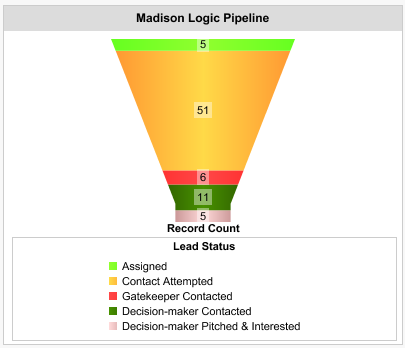 Madison Logic Pipeline
5
51
6
11
5
Record Count
Lead Status
Assigned
Contact Attempted
Gatekeeper Contacted
Decision-maker Contacted
Decision-maker Pitched & Interested